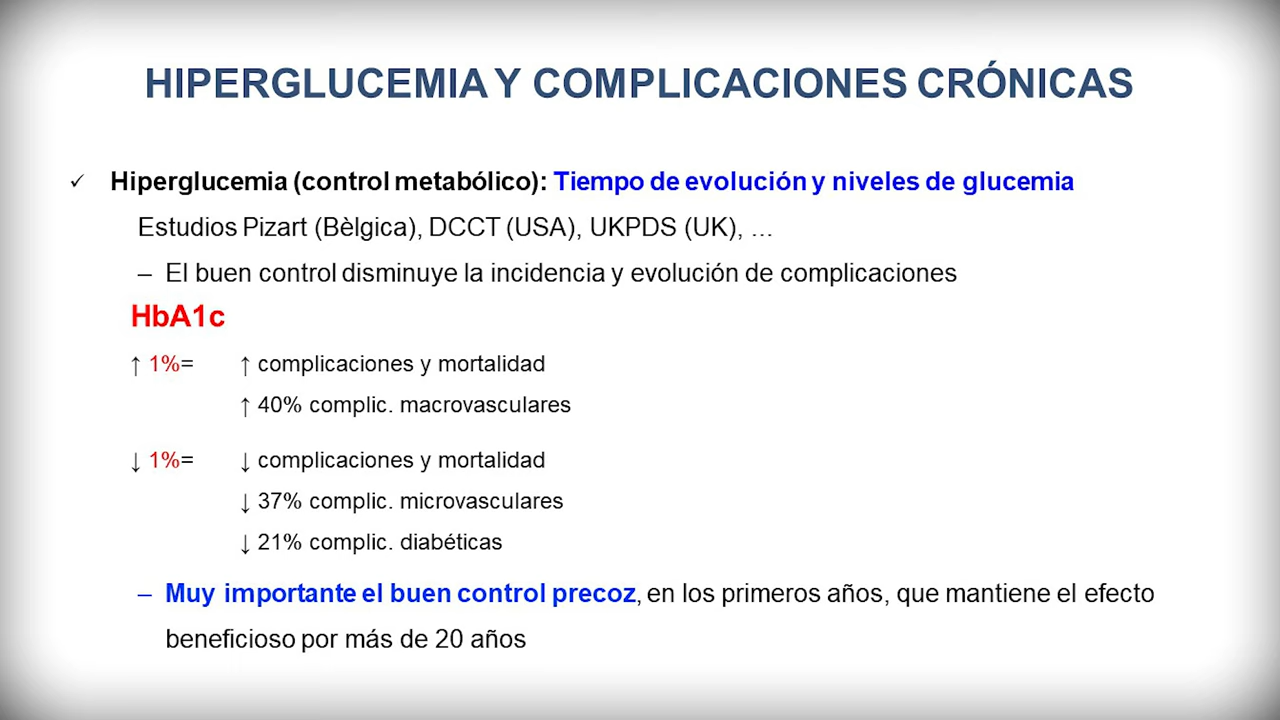 HIPERGLUCEMIA Y COMPLICACIONES CRÓNICAS
✓ Hiperglucemia (control metabólico): Tiempo de evolución y niveles de glucemia
Estudios Pizart (Bèlgica), DCCT (USA), UKPDS (UK), ...
– El buen control disminuye la incidencia y evolución de complicaciones
HbA1c
↑ 1%= ↑ complicaciones y mortalidad
↑ 40% complic. macrovasculares
↓ 1%= ↓ complicaciones y mortalidad
↓ 37% complic. microvasculares
↓ 21% complic. diabéticas
– Muy importante el buen control precoz, en los primeros años, que mantiene el efecto
beneficioso por más de 20 años